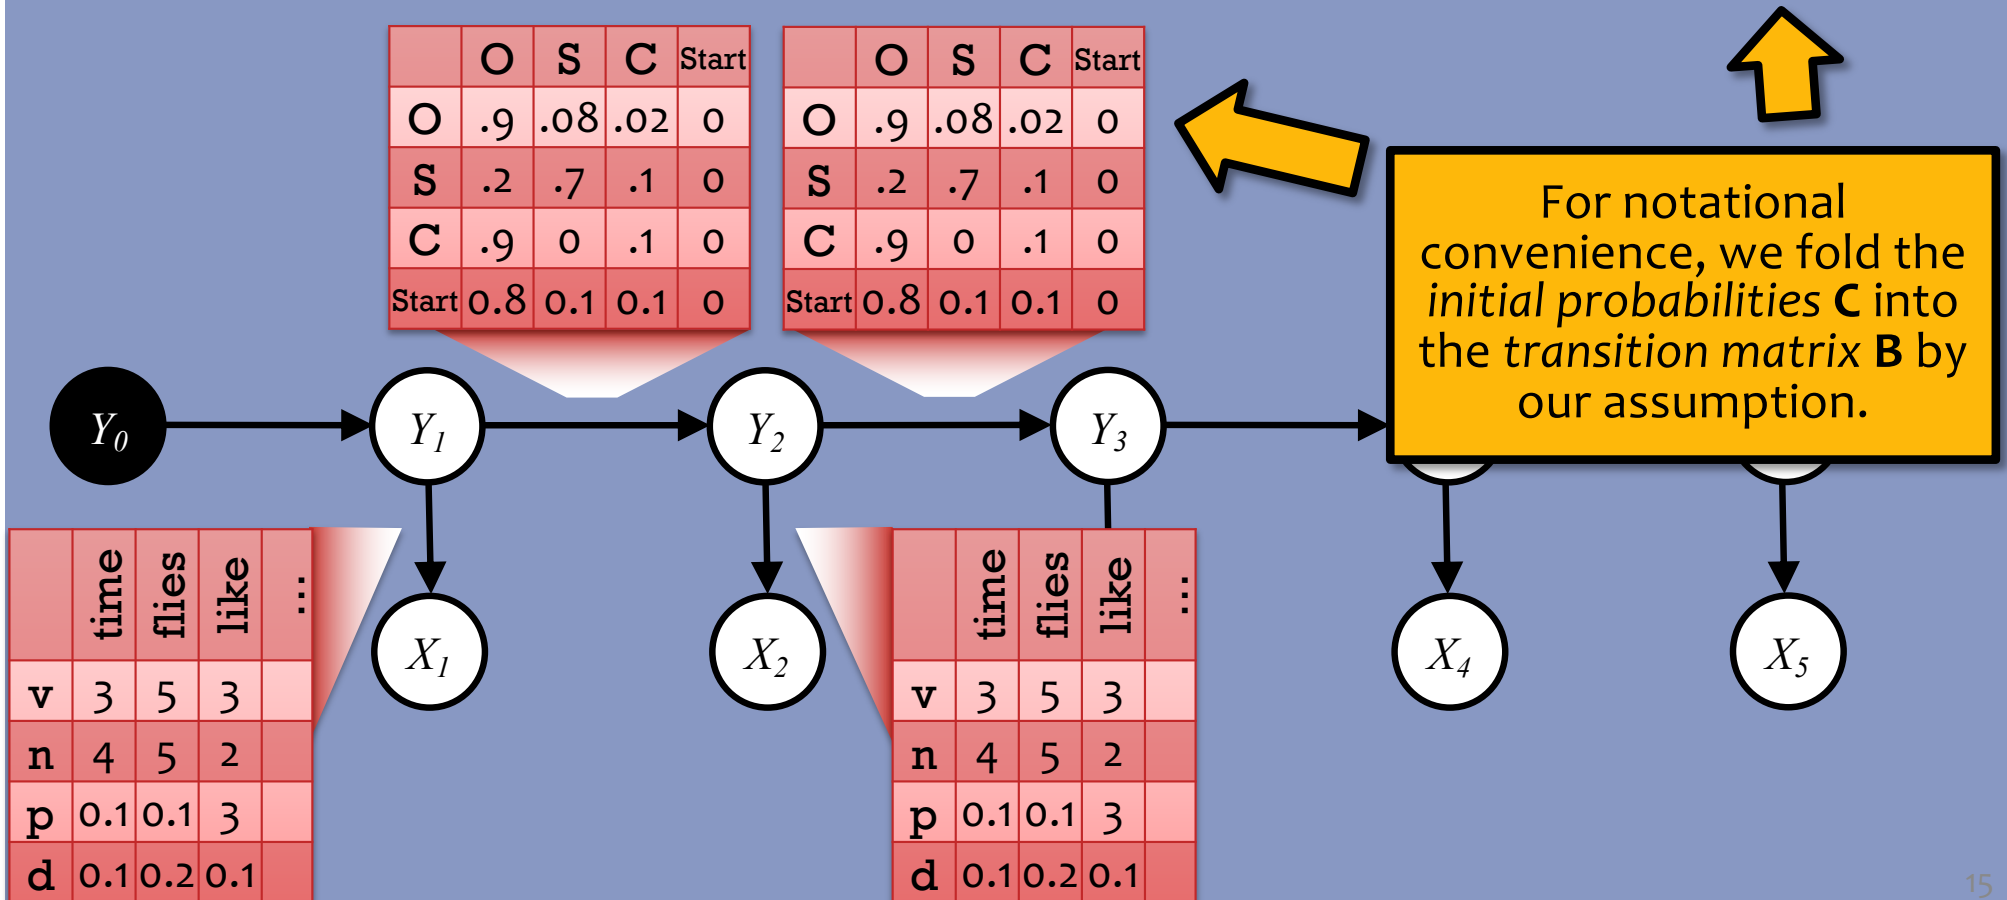 O S C Start
O .9 .08 .02 0
S .2 .7 .1 0
C .9 0 .1 0
Start 0.8 0.1 0.1 0
O S C Start
O .9 .08 .02 0
S .2 .7 .1 0
C .9 0 .1 0
Start 0.8 0.1 0.1 0
For notational
convenience, we fold the
initial probabilities C into
the transition matrix B by
our assumption.
Y0 Y1 Y2 Y3
time flies like ...
v 3 5 3
n 4 5 2
p 0.1 0.1 3
d 0.1 0.2 0.1
X1 X2
time flies like ...
v 3 5 3
n 4 5 2
p 0.1 0.1 3
d 0.1 0.2 0.1
X4 X5
15